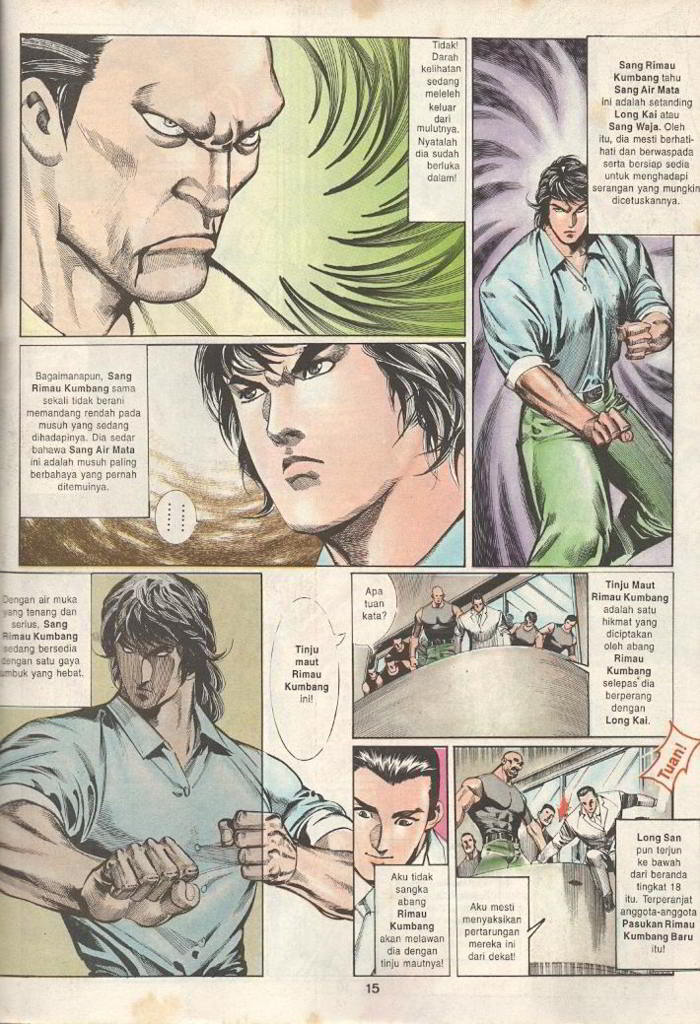 Tidak!
Darah
kelihatan
sedang
meleleh
keluar
dari
mulutnya.
Nyatalah
dia sudah
berluka
dalam!
Sang Rimau
Kumbang tahu
Sang Air Mata
ini adalah setanding
Long Kai atau
Sang Waja. Oleh
itu, dia mesti berhati-
hati dan berwaspada
serta bersiap sedia
untuk menghadapi
serangan yang mungkin
dicetuskannya.
Bagaimanapun, Sang
Rimau Kumbang sama
sekali tidak berani
memandang rendah pada
musuh yang sedang
dihadapinya. Dia sedar
bahawa Sang Air Mata
ini adalah musuh paling
berbahaya yang pernah
ditemuinya.
Dengan air muka
yang tenang dan
serius, Sang
Rimau Kumbang
sedang bersedia
dengan satu gaya
umbuk yang hebat.
Tinju
maut
Rimau
Kumbang
ini!
Apa
tuan
kata?
Tinju Maut
Rimau Kumbang
adalah satu
hikmat yang
diciptakan
oleh abang
Rimau
Kumbang
selepas dia
berperang
dengan
Long Kai.
Aku tidak
sangka
abang
Rimau
Kumbang
akan melawan
dia dengan
tinju mautnya!
Aku mesti
menyaksikan
pertarungan
mereka ini
dari dekat!
Tuan!
Long San
pun terjun
ke bawah
dari beranda
tingkat 18
itu. Terperanjat
anggota-anggota
Pasukan Rimau
Kumbang Baru
itu!
15